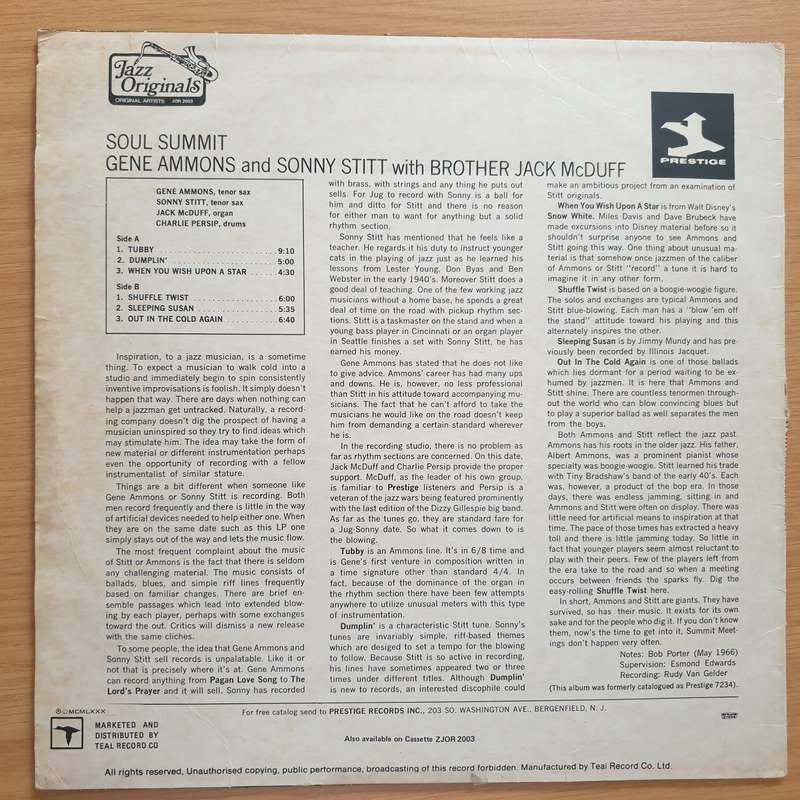 Jazz
Originals
ORIGINAL ARTISTS JOR 2003
PRESTIGE
SOUL SUMMIT
GENE AMMONS and SONNY STITT with BROTHER JACK McDUFF
GENE AMMONS, tenor sax
SONNY STITT, tenor sax
JACK McDUFF, organ
CHARLIE PERSIP, drums
Side A
1. TUBBY 9:10
2. DUMPLIN' 5:00
3. WHEN YOU WISH UPON A STAR 4:30
Side B
1. SHUFFLE TWIST 6:00
2. SLEEPING SUSAN 5:35
3. OUT IN THE COLD AGAIN 6:40
Inspiration, to a jazz musician, is a sometime
thing. To expect a musician to walk cold into a
studio and immediately begin to spin consistently
inventive improvisations is foolish. It simply doesn't
happen that way. There are days when nothing can
help a jazzman get untracked. Naturally, a record-
ing company doesn't dig the prospect of having a
musician uninspired so they try to find ideas which
may stimulate him. The idea may take the form of
new material or different instrumentation perhaps
even the opportunity of recording with a fellow
instrumentalist of similar stature.
Things are a bit different when someone like
Gene Ammons or Sonny Stitt is recording. Both
men record frequently and there is little in the way
of artificial devices needed to help either one. When
they are on the same date such as this LP one
simply stays out of the way and lets the music flow.
The most frequent complaint about the music
of Stitt or Ammons is the fact that there is seldom
any challenging material. The music consists of
ballads, blues, and simple riff lines frequently
based on familiar changes. There are brief en-
semble passages which lead into extended blow-
ing by each player, perhaps with some exchanges
toward the out. Critics will dismiss a new release
with the same cliches.
To some people, the idea that Gene Ammons and
Sonny Stitt sell records is unpalatable. Like it or
not that is precisely where it's at. Gene Ammons
can record anything from Pagan Love Song to The
Lord's Prayer and it will sell. Sonny has recorded
with brass, with strings and any thing he puts out
sells. For Jug to record with Sonny is a ball for
him and ditto for Stitt and there is no reason
for either man to want for anything but a solid
rhythm section.
Sonny Stitt has mentioned that he feels like a
teacher. He regards it his duty to instruct younger
cats in the playing of jazz just as he learned his
lessons from Lester Young, Don Byas and Ben
Webster in the early 1940's. Moreover Stitt does a
good deal of teaching. One of the few working jazz
musicians without a home base, he spends a great
deal of time on the road with pickup rhythm sec-
tions. Stitt is a taskmaster on the stand and when a
young bass player in Cincinnati or an organ player
in Seattle finishes a set with Sonny Stitt, he has
earned his money.
Gene Ammons has stated that he does not like
to give advice. Ammons' career has had many ups
and downs. He is, however, no less professional
than Stitt in his attitude toward accompanying mu-
sicians. The fact that he can't afford to take the
musicians he would like on the road doesn't keep
him from demanding a certain standard wherever
he is.
In the recording studio, there is no problem as
far as rhythm sections are concerned. On this date,
Jack McDuff and Charlie Persip provide the proper
support. McDuff, as the leader of his own group,
is familiar to Prestige listeners and Persip is a
veteran of the jazz wars being featured prominently
with the last edition of the Dizzy Gillespie big band.
As far as the tunes go, they are standard fare for
a Jug-Sonny date. So what it comes down to is
the blowing.
Tubby is an Ammons line. It's in 6/8 time and
is Gene's first venture in composition written in
a time signature other than standard 4/4. In
fact, because of the dominance of the organ in
the rhythm section there have been few attempts
anywhere to utilize unusual meters with this type
of instrumentation.
Dumplin' is a characteristic Stitt tune. Sonny's
tunes are invariably simple, riff-based themes
which are desiged to set a tempo for the blowing
to follow. Because Stitt is so active in recording,
his lines have sometimes appeared two or three
times under different titles. Although Dumplin'
is new to records, an interested discophile could
make an ambitious project from an examination of
Stitt originals.
When You Wish Upon A Star is from Walt Disney's
Snow White. Miles Davis and Dave Brubeck have
made excursions into Disney material before so it
shouldn't surprise anyone to see Ammons and
Stitt going this way. One thing about unusual ma-
terial is that somehow once jazzmen of the caliber
of Ammons or Stitt "record" a tune it is hard to
imagine it in any other form.
Shuffle Twist is based on a boogie-woogie figure.
The solos and exchanges are typical Ammons and
Stitt blue-blowing. Each man has a "blow 'em off
the stand" attitude toward his playing and this
alternately inspires the other.
Sleeping Susan is by Jimmy Mundy and has pre-
viously been recorded by Illinois Jacquet.
Out In The Cold Again is one of those ballads
which lies dormant for a period waiting to be ex-
humed by jazzmen. It is here that Ammons and
Stitt shine. There are countless tenormen through-
out the world who can blow convincing blues but
to play a superior ballad as well separates the men
from the boys.
Both Ammons and Stitt reflect the jazz past.
Ammons has his roots in the older jazz. His father,
Albert Ammons, was a prominent pianist whose
specialty was boogie-woogie. Stitt learned his trade
with Tiny Bradshaw's band of the early 40's. Each
was, however, a product of the bop era. In those
days, there was endless jamming, sitting in and
Ammons and Stitt were often on display. There was
little need for artificial means to inspiration at that
time. The pace of those times has extracted a heavy
toll and there is little jamming today. So little in
fact that younger players seem almost reluctant to
play with their peers. Few of the players left from
the era take to the road and so when a meeting
occurs between friends the sparks fly. Dig the
easy-rolling Shuffle Twist here.
In short, Ammons and Stitt are giants. They have
survived, so has their music. It exists for its own
sake and for the people who dig it. If you don't know
them, now's the time to get into it, Summit Meet-
ings don't happen very often.
Notes: Bob Porter (May 1966)
Supervision: Esmond Edwards
Recording: Rudy Van Gelder
(This album was formerly catalogued as Prestige 7234).
℗©MCMLXXX
MARKETED AND
DISTRIBUTED BY
TEAL RECORD CO
For free catalog send to PRESTIGE RECORDS INC., 203 SO. WASHINGTON AVE., BERGENFIELD, N. J.
Also available on Cassette ZJOR 2003
All rights reserved, Unauthorised copying, public performance, broadcasting of this record forbidden. Manufactured by Teal Record Co. Ltd.